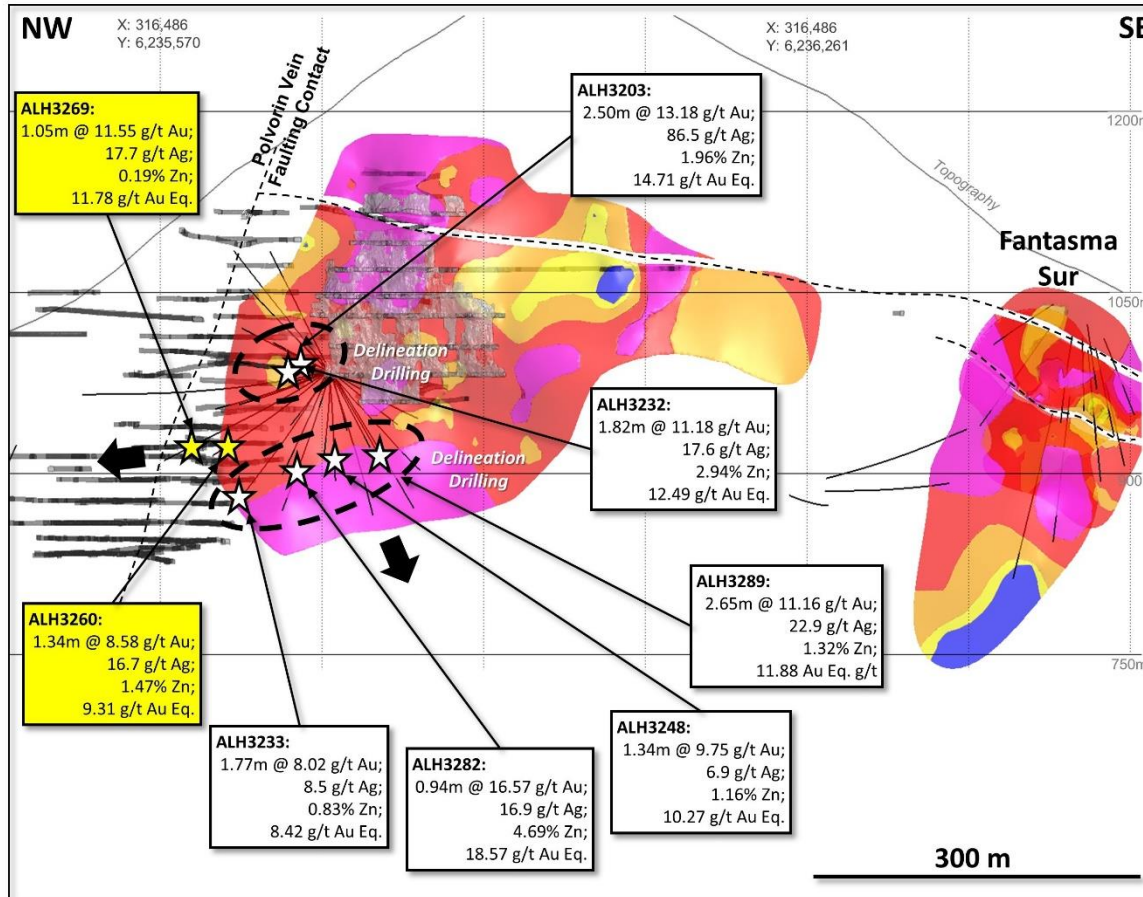 NW
X: 316,486
Y: 6,235,570
X: 316,486
Y: 6,236,261
SE
Polvorin Vein
Faulting Contact
ALH3269:
1.05m @ 11.55 g/t Au;
17.7 g/t Ag;
0.19% Zn;
11.78 g/t Au Eq.
ALH3203:
2.50m @ 13.18 g/t Au;
86.5 g/t Ag;
1.96% Zn;
14.71 g/t Au Eq.
1200m
Topography
Fantasma
Sur
1050m
Delineation
Drilling
ALH3232:
1.82m @ 11.18 g/t Au;
17.6 g/t Ag;
2.94% Zn;
12.49 g/t Au Eq.
Delineation
Drilling
ALH3289:
2.65m @ 11.16 g/t Au;
22.9 g/t Ag;
1.32% Zn;
11.88 Au Eq. g/t
750m
ALH3260:
1.34m @ 8.58 g/t Au;
16.7 g/t Ag;
1.47% Zn;
9.31 g/t Au Eq.
ALH3233:
1.77m @ 8.02 g/t Au;
8.5 g/t Ag;
0.83% Zn;
8.42 g/t Au Eq.
ALH3282:
0.94m @ 16.57 g/t Au;
16.9 g/t Ag;
4.69% Zn;
18.57 g/t Au Eq.
ALH3248:
1.34m @ 9.75 g/t Au;
6.9 g/t Ag;
1.16% Zn;
10.27 g/t Au Eq.
300 m